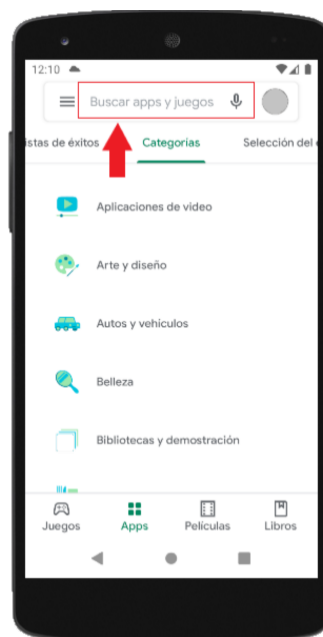 12:10
Buscar apps y juegos
istas de éxitos Categorías Selección del e
Aplicaciones de video
Arte y diseño
Autos y vehículos
Belleza
Bibliotecas y demostración
Juegos Apps Películas Libros